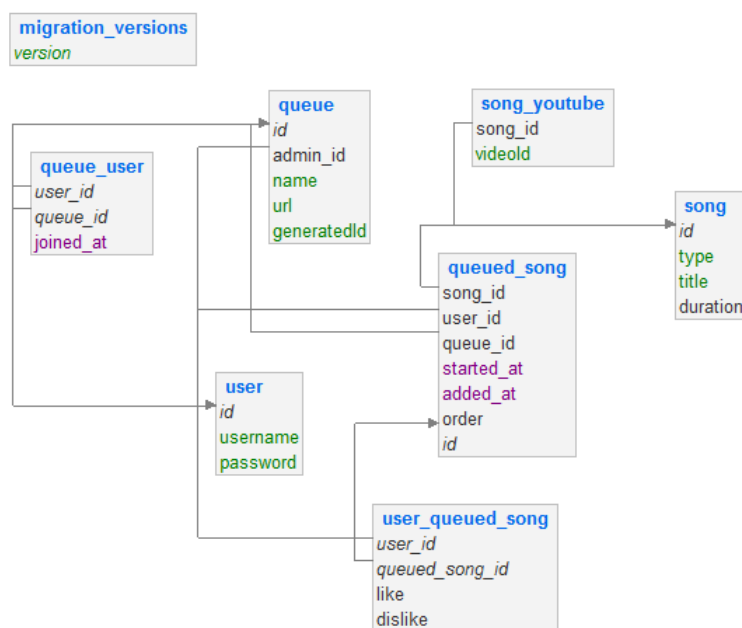 migration_versions
version
queue
id
admin_id
name
url
generatedId
song_youtube
song_id
videoId
queue_user
user_id
queue_id
joined_at
song
id
type
title
duration
queued_song
song_id
user_id
queue_id
started_at
added_at
order
id
user
id
username
password
user_queued_song
user_id
queued_song_id
like
dislike